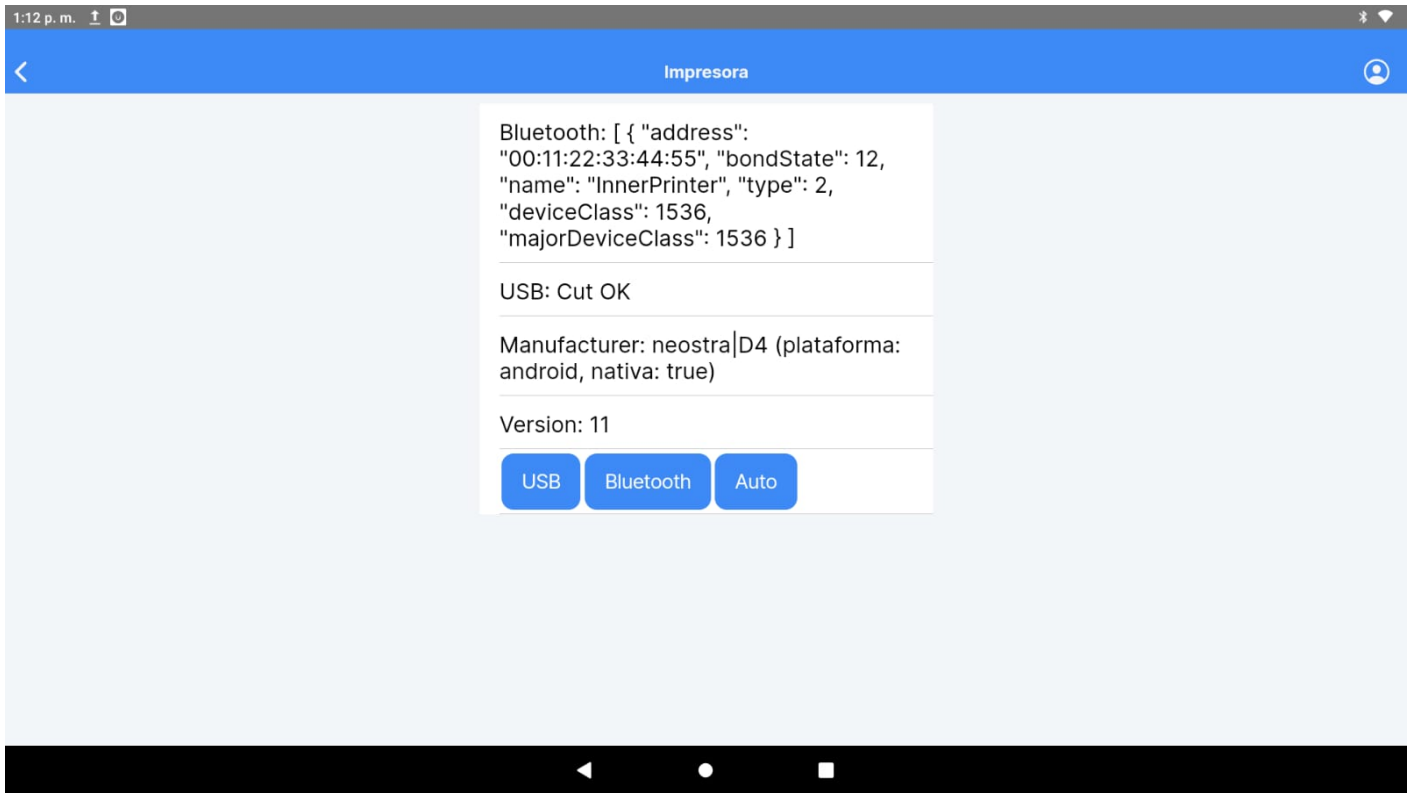 1:12 p. m.
Impresora
Bluetooth: [ { "address":
"00:11:22:33:44:55", "bondState": 12,
"name": "InnerPrinter", "type": 2,
"deviceClass": 1536,
"majorDeviceClass": 1536 } ]
USB: Cut OK
Manufacturer: neostra|D4 (plataforma:
android, nativa: true)
Version: 11
USB Bluetooth Auto